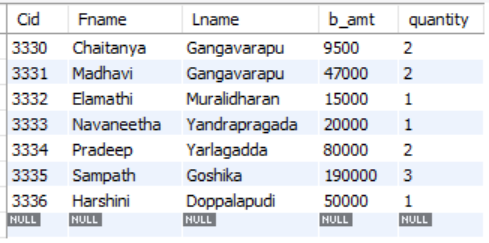 Cid Fname Lname b_amt quantity
3330 Chaitanya Gangavarapu 9500 2
3331 Madhavi Gangavarapu 47000 2
3332 Elamathi Muralidharan 15000 1
3333 Navaneetha Yandrapragada 20000 1
3334 Pradeep Yarlagadda 80000 2
3335 Sampath Goshika 190000 3
3336 Harshini Doppalapudi 50000 1
NULL NULL NULL NULL NULL